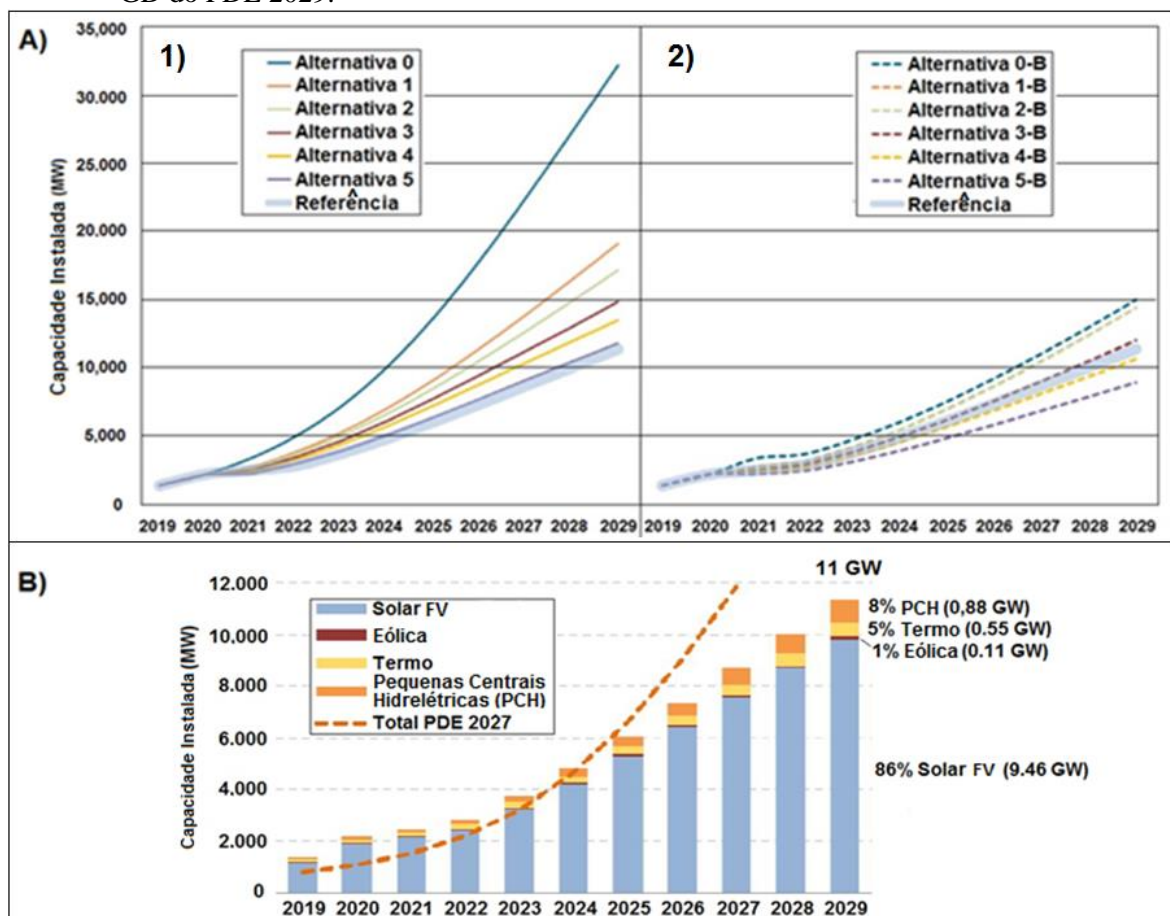 GD do PDE 2029.
A)
1)
Alternativa 0
Alternativa 1
Alternativa 2
Alternativa 3
Alternativa 4
Alternativa 5
Referência
2)
Alternativa 0-B
Alternativa 1-B
Alternativa 2-B
Alternativa 3-B
Alternativa 4-B
Alternativa 5-B
Referência
Capacidade Instalada (MW)
35,000
30.000
25,000
20,000
15,000
10,000
5,000
0
2019 2020 2021 2022 2023 2024 2025 2026 2027 2028 2029
2019 2020 2021 2022 2023 2024 2025 2026 2027 2028 2029
B)
Capacidade Instalada (MW)
12.000
10.000
8.000
6.000
4.000
2.000
0
Solar FV
Eólica
Termo
Pequenas Centrais
Hidrelétricas (PCH)
Total PDE 2027
11 GW
8% PCH (0,88 GW)
5% Termo (0.55 GW)
1% Eólica (0.11 GW)
86% Solar FV (9.46 GW)
2019 2020 2021 2022 2023 2024 2025 2026 2027 2028 2029